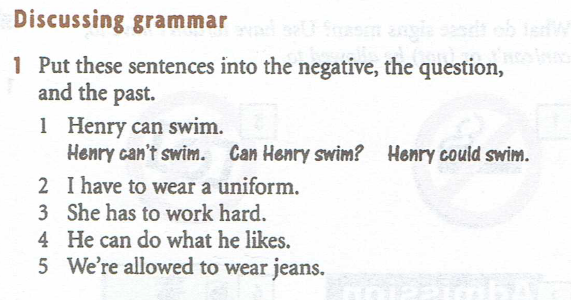 Discussing grammar
1 Put these sentences into the negative, the question,
and the past.
1 Henry can swim.
Henry can't swim. Can Henry swim? Henry could swim.
2 I have to wear a uniform.
3 She has to work hard.
4 He can do what he likes.
5 We're allowed to wear jeans.